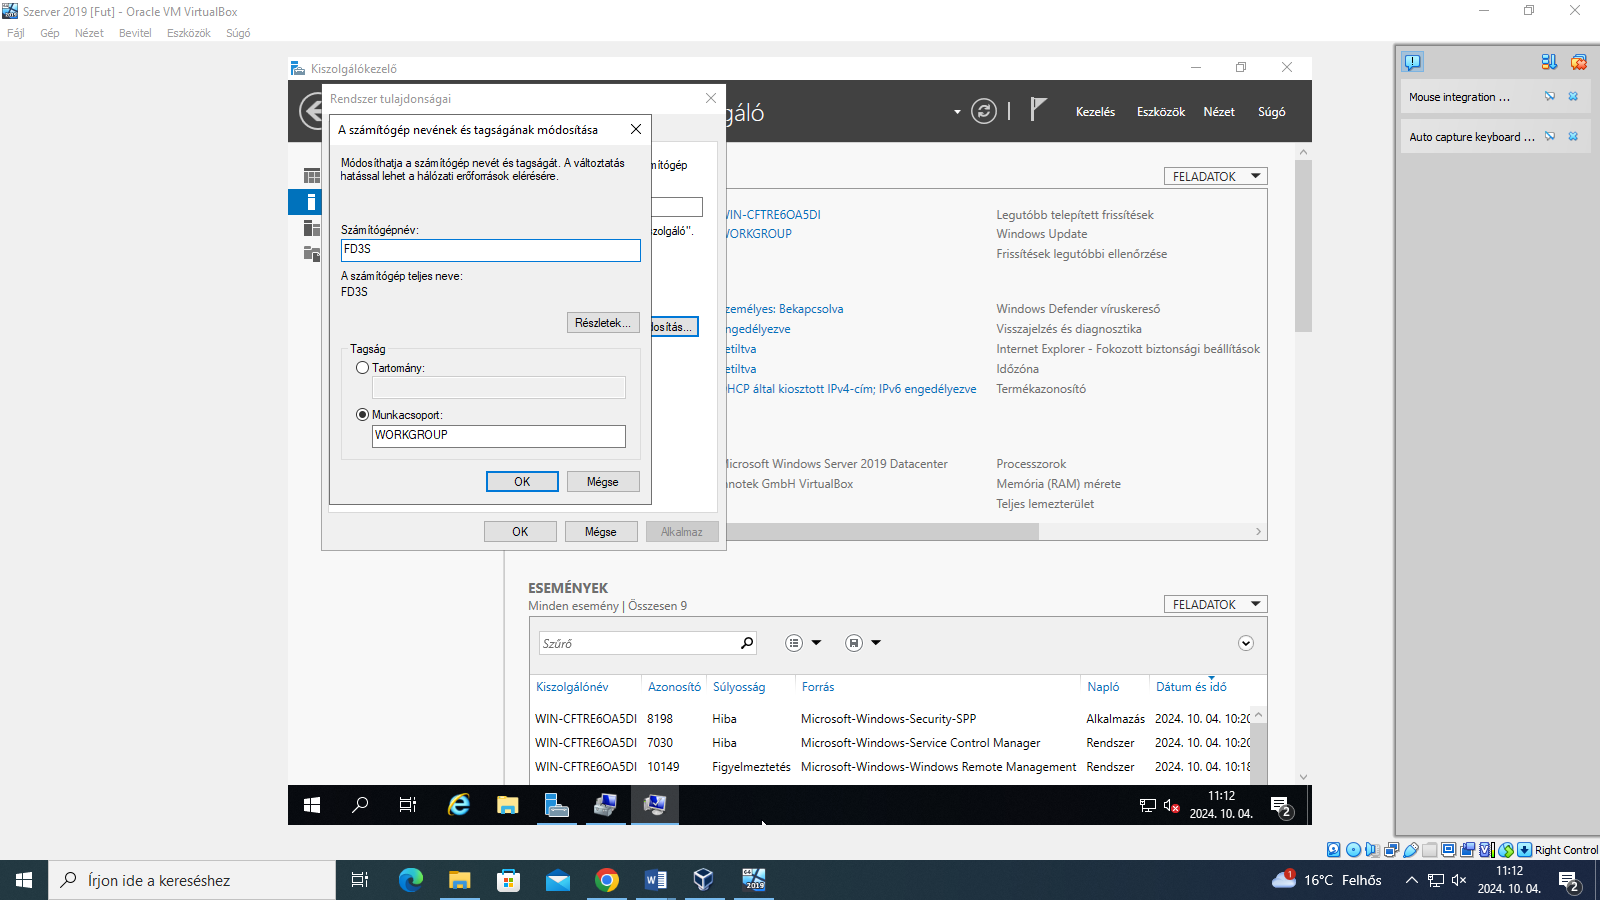 Szerver 2019 [Fut] - Oracle VM VirtualBox
Fájl Gép Nézet Bevitel Eszközök Súgó
Kiszolgálókezelő
Rendszer tulajdonságai
gáló
Kezelés Eszközök Nézet Súgó
A számítógép nevének és tagságának módosítása
Módosíthatja a számítógép nevét és tagságát. A változtatás
hatással lehet a hálózati erőforrások elérésére.
Számítógépnév:
FD3S
A számítógép teljes neve:
FD3S
Részletek...
Tagság
Tartomány:
Munkacsoport:
WORKGROUP
OK Mégse
OK Mégse Alkalmaz
FELADATOK
WIN-CFTRE6OA5DI
WORKGROUP
Legutóbb telepített frissítések
Windows Update
Frissítések legutóbbi ellenőrzése
zemélyes: Bekapcsolva
ngedélyezve
etiltva
etiltva
DHCP által kiosztott IPv4-cím; IPv6 engedélyezve
Windows Defender víruskereső
Visszajelzés és diagnosztika
Internet Explorer - Fokozott biztonsági beállítások
Időzóna
Termékazonosító
Microsoft Windows Server 2019 Datacenter
nnotek GmbH VirtualBox
Processzorok
Memória (RAM) mérete
Teljes lemezterület
ESEMÉNYEK
Minden esemény | Összesen 9
FELADATOK
Szűrő
Kiszolgálónév Azonosító Súlyosság Forrás Napló Dátum és idő
WIN-CFTRE6OA5DI 8198 Hiba Microsoft-Windows-Security-SPP Alkalmazás 2024. 10. 04. 10:20
WIN-CFTRE6OA5DI 7030 Hiba Microsoft-Windows-Service Control Manager Rendszer 2024. 10. 04. 10:20
WIN-CFTRE6OA5DI 10149 Figyelmeztetés Microsoft-Windows-Windows Remote Management Rendszer 2024. 10. 04. 10:18
11:12
2024. 10. 04.
2
Mouse integration ...
Auto capture keyboard ...
Right Control
Írjon ide a kereséshez
16°C Felhős
11:12
2024. 10. 04.
2